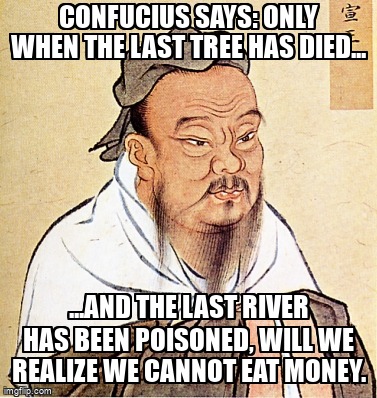 CONFUCIUS SAYS: ONLY
WHEN THE LAST TREE HAS DIED...
宣
...AND THE LAST RIVER
HAS BEEN POISONED, WILL WE
REALIZE WE CANNOT EAT MONEY.
imgflip.com